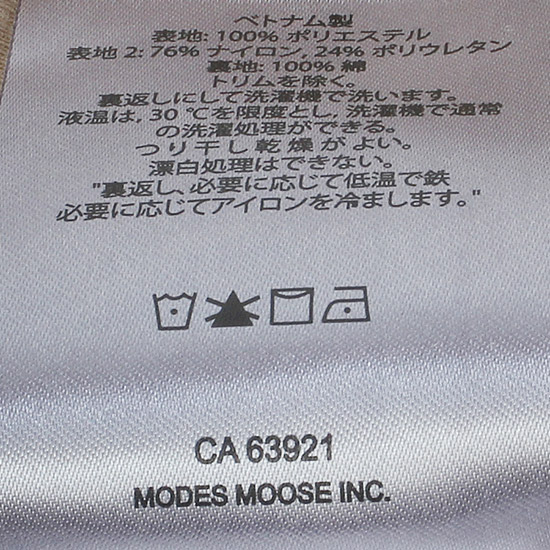 ベトナム製
表地: 100% ポリエステル
表地 2: 76% ナイロン, 24% ポリウレタン
裏地: 100% 綿
トリムを除く。
裏返しにして洗濯機で洗います。
液温は, 30 ℃を限度とし, 洗濯機で通常
の洗濯処理ができる。
つり干し乾燥がよい。
漂白処理はできない。
"裏返し、必要に応じて低温で鉄
必要に応じてアイロンを冷まします。"
CA 63921
MODES MOOSE INC.